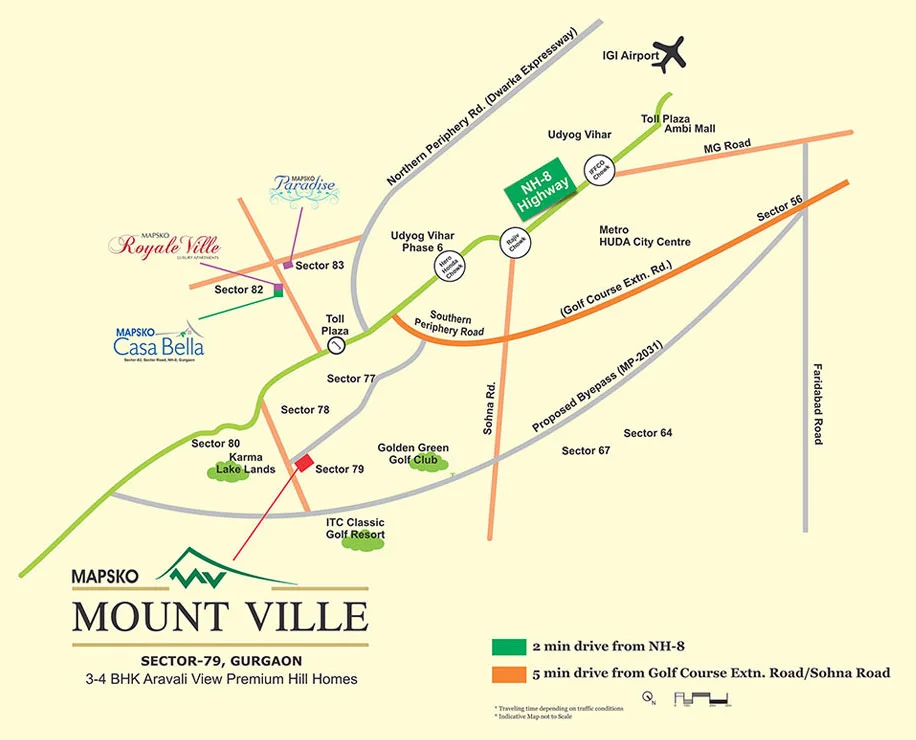 IGI Airport
Northern Periphery Rd. (Dwarka Expressway)
Toll Plaza
Ambi Mall
Udyog Vihar
MG Road
IFFCO
Chowk
NH-8
Highway
MAPSKO
Paradise
Sector 56
Udyog Vihar
Phase 6
Rajiv
Chowk
Metro
HUDA City Centre
MAPSKO
Royale Ville
LUXURY APARTMENTS
Sector 83
Hero
Honda
Chowk
Sector 82
(Golf Course Extn. Rd.)
Toll
Plaza
Southern
Periphery Road
MAPSKO
Casa Bella
Sector-82, Sector Road, NH-8, Gurgaon
Sector 77
Proposed Byepass (MP-2031)
Faridabad Road
Sohna Rd.
Sector 78
Sector 80
Karma
Lake Lands
Sector 79
Golden Green
Golf Club
Sector 64
Sector 67
ITC Classic
Golf Resort
MAPSKO
MV
MOUNT VILLE
SECTOR-79, GURGAON
3-4 BHK Aravali View Premium Hill Homes
2 min drive from NH-8
5 min drive from Golf Course Extn. Road/Sohna Road
N
* Traveling time depending on traffic conditions
* Indicative Map not to Scale